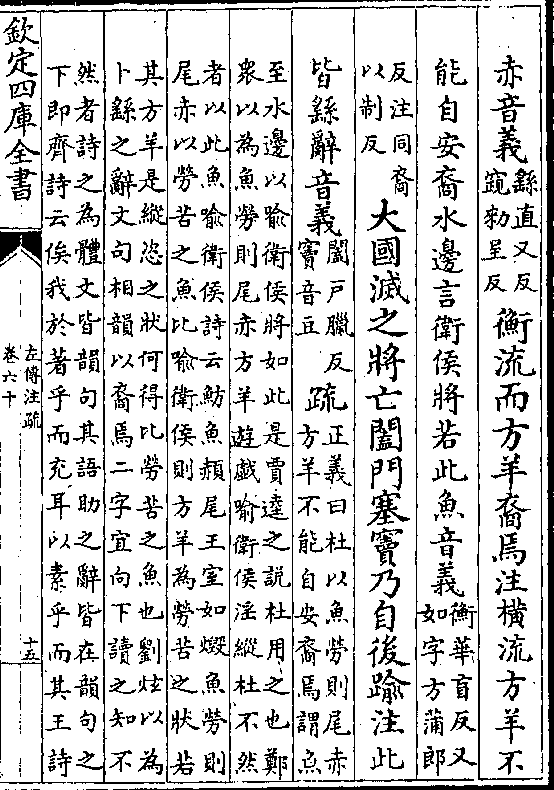 赤音義繇直又反窺勑呈反衡流而方羊裔焉注橫流方羊不
能自安裔水邊言衛侯將若此魚音義衡華盲反又如字方蒲郎
反注同裔以制反大國滅之將亡闔門塞竇乃自後踰注此
皆繇辭音義闔戶臘反竇音豆疏正義曰杜以魚勞則尾赤方羊不能自安裔焉謂魚
至水邊以喻衛侯將如此是賈逵之説杜用之也鄭
衆以為魚勞則尾赤方羊遊戲喻衛侯淫縱杜不然
者以此魚喻衛侯詩云魴魚赬尾王室如燬魚勞則
尾亦以勞苦之魚比喻衛侯則方羊為勞苦之狀若
其方羊是縱恣之狀何得比勞苦之魚也劉炫以為
卜繇之辭文句相韻以裔焉二字宜向下讀之知不
然者詩之為體文皆韻句其語助之辭皆在韻句之
下即齊詩云俟我於著乎而充耳以素乎而其王詩
欽定四庫全書
左傳注疏
卷六十
十五